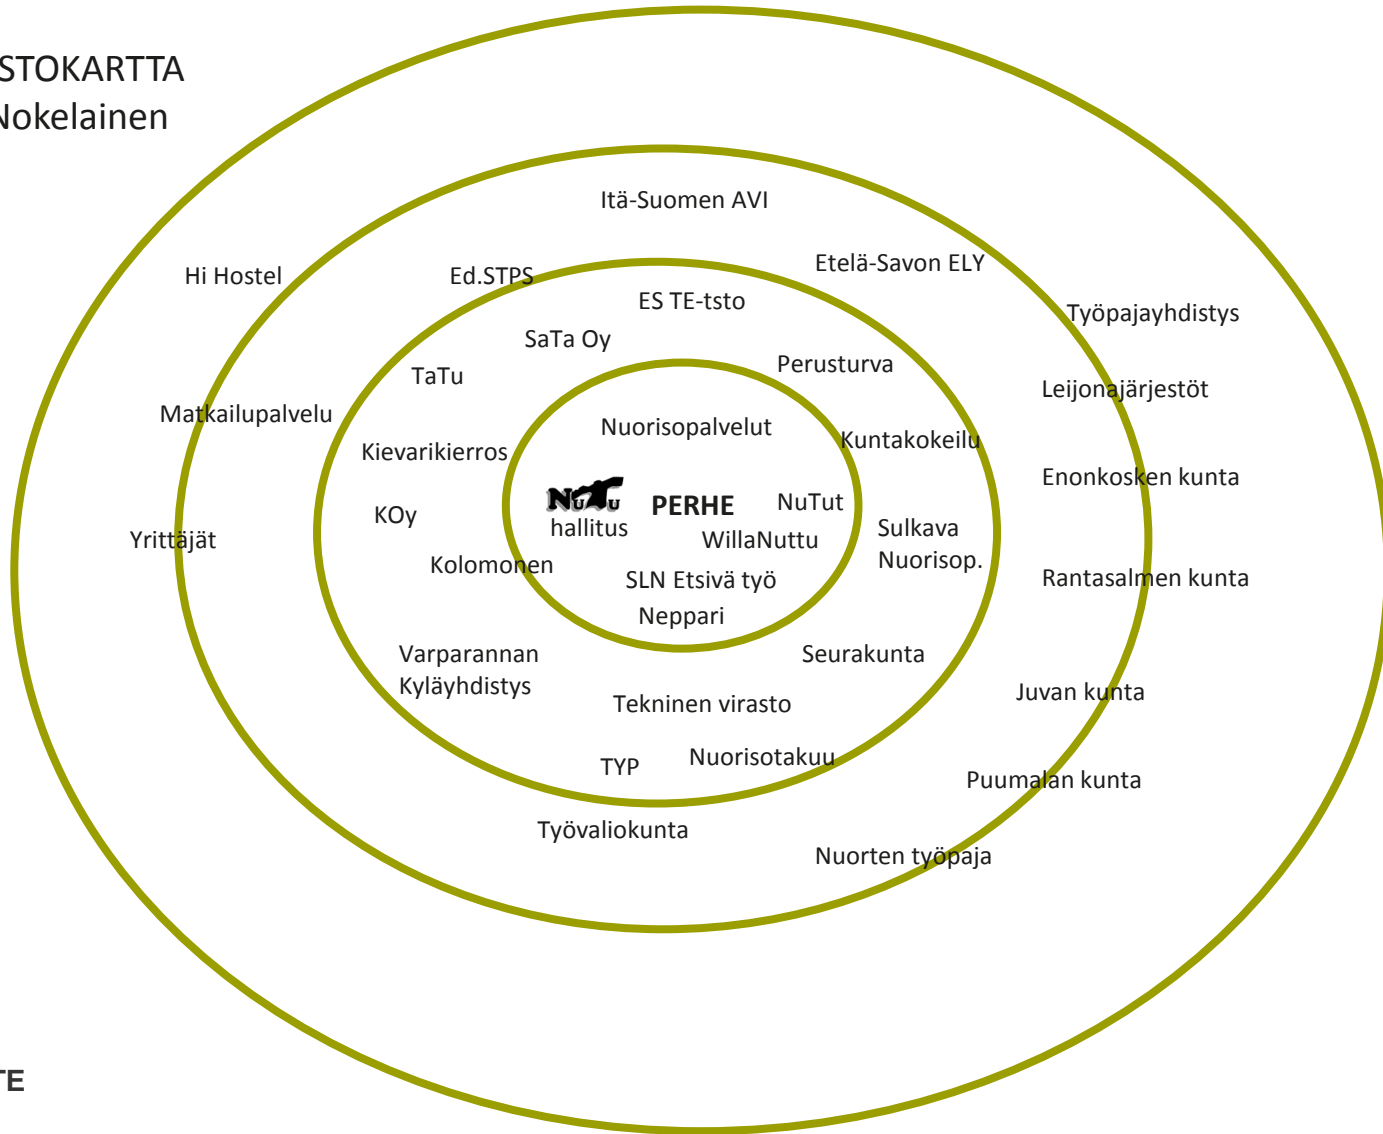 STOKARTTA
Nokelainen
Itä-Suomen AVI
Hi Hostel
Ed.STPS
Etelä-Savon ELY
ES TE-tsto
Työpajayhdistys
SaTa Oy
TaTu
Perusturva
Leijonajärjestöt
Matkailupalvelu
Nuorisopalvelut
Kuntakokeilu
Kievarikierros
Enonkosken kunta
NuTu
hallitus
PERHE
NuTut
KOy
Yrittäjät
WillaNuttu
Sulkava
Nuorisop.
Kolomonen
SLN Etsivä työ
Rantasalmen kunta
Neppari
Varparannan
Kyläyhdistys
Seurakunta
Juvan kunta
Tekninen virasto
TYP
Nuorisotakuu
Puumalan kunta
Työvaliokunta
Nuorten työpaja
TE